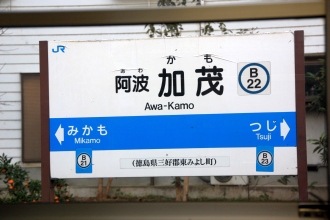 JR
かも
あわ
阿波 加茂
B
22
Awa-Kamo
みかも
つじ
Mikamo
Tsuji
B
21
B
23
(徳島県三好郡東みよし町)